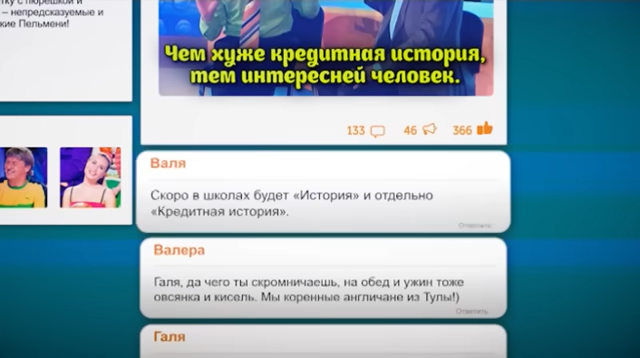 тку с пюрешкой и
– непредсказуемые и
кие Пельмени!
Чем хуже кредитная история,
тем интересней человек.
133
46
366
Валя
Скоро в школах будет «История» и отдельно
«Кредитная история».
Ответить
Валера
Галя, да чего ты скромничаешь, на обед и ужин тоже
овсянка и кисель. Мы коренные англичане из Тулы!)
Ответить
Галя